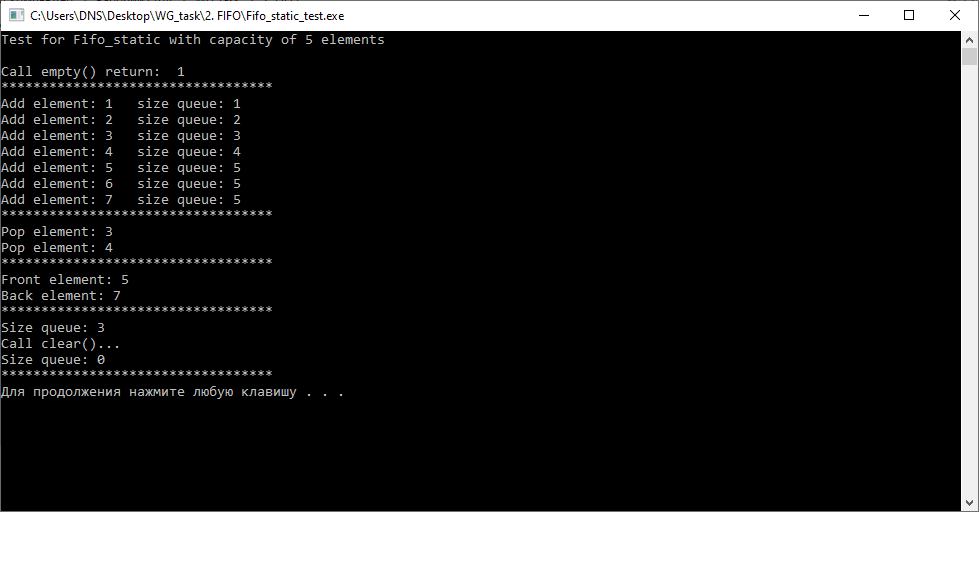 C:\Users\DNS\Desktop\WG_task\2. FIFO\Fifo_static_test.exe
Test for Fifo_static with capacity of 5 elements
Call empty() return:  1
**********************************
Add element: 1   size queue: 1
Add element: 2   size queue: 2
Add element: 3   size queue: 3
Add element: 4   size queue: 4
Add element: 5   size queue: 5
Add element: 6   size queue: 5
Add element: 7   size queue: 5
**********************************
Pop element: 3
Pop element: 4
**********************************
Front element: 5
Back element: 7
**********************************
Size queue: 3
Call clear()...
Size queue: 0
**********************************
Для продолжения нажмите любую клавишу . . .